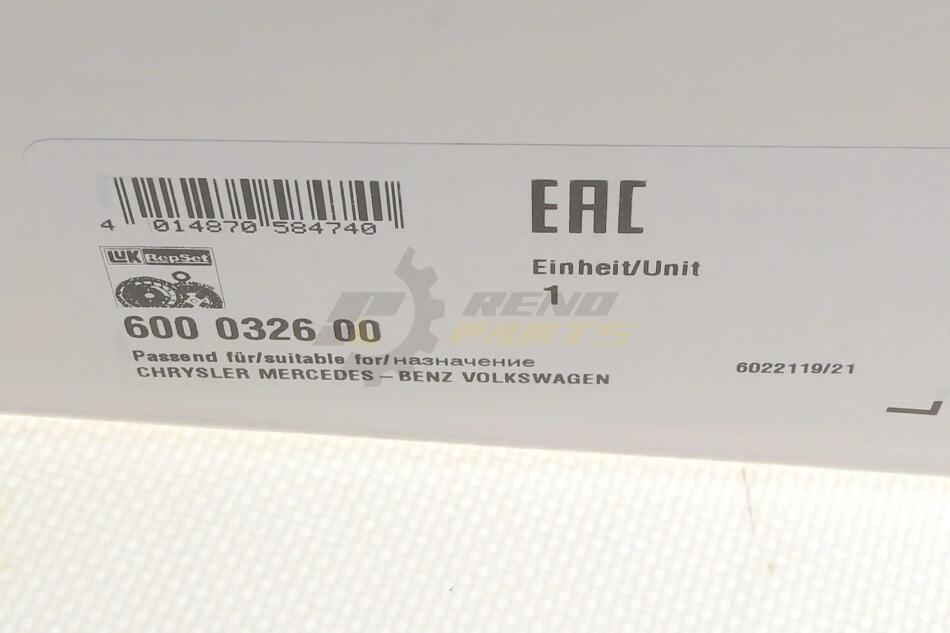 4 014870 584740
EAC
LUK RepSet
Einheit/Unit
1
RENO
PARTS
600 0326 00
Passend für/suitable for/назначение
CHRYSLER MERCEDES-BENZ VOLKSWAGEN
6022119/21